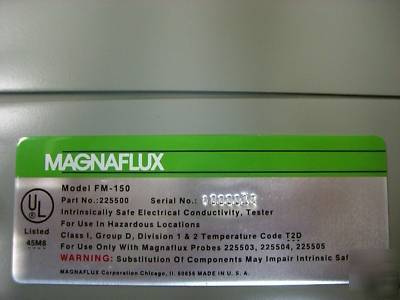 MAGNAFLUX
Model FM-150
Part No.:225500 Serial No.:
Intrinsically Safe Electrical Conductivity, Tester
For Use In Hazardous Locations
Class I, Group D, Division 1 & 2 Temperature Code T2D
For Use Only With Magnaflux Probes 225503, 225504, 225505
WARNING: Substitution Of Components May Impair Intrinsic Saf
MAGNAFLUX Corporation Chicago, Il 60656 MADE IN U. S. A.
UL
Listed
45M8